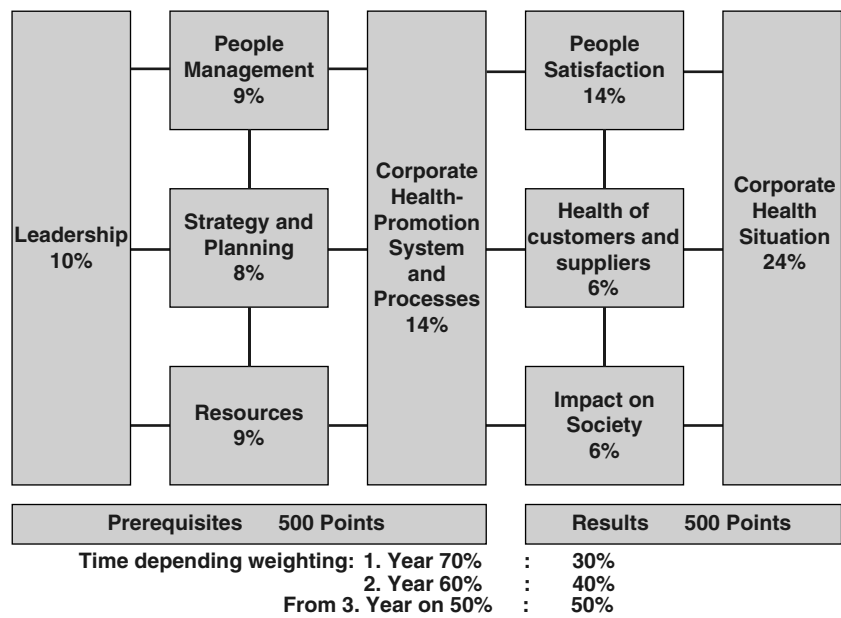 Leadership
10%
People
Management
9%
Strategy and
Planning
8%
Resources
9%
Corporate
Health-
Promotion
System
and
Processes
14%
People
Satisfaction
14%
Health of
customers and
suppliers
6%
Impact on
Society
6%
Corporate
Health
Situation
24%
Prerequisites 500 Points
Results 500 Points
Time depending weighting: 1. Year 70% : 30%
2. Year 60% : 40%
From 3. Year on 50% : 50%